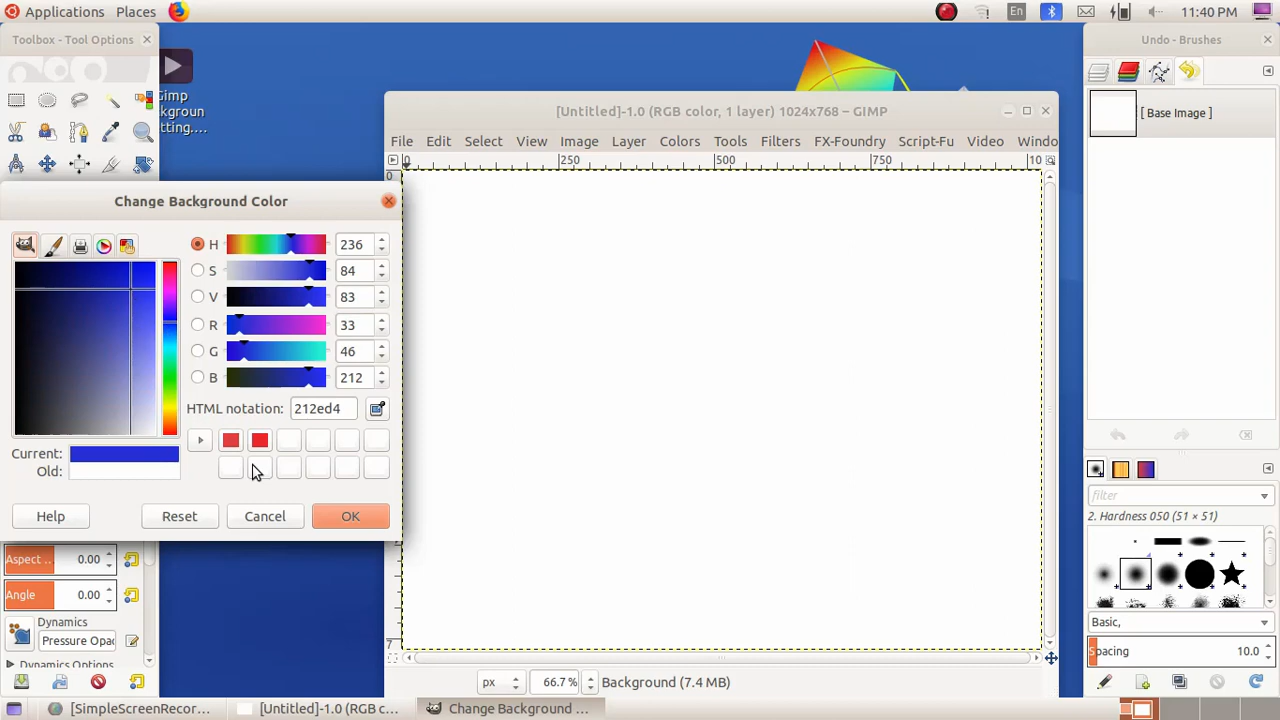 Applications Places En 11:40 PM
Toolbox - Tool Options
Gimp
ckgroun
tting....
[Untitled]-1.0 (RGB color, 1 layer) 1024x768 – GIMP
File Edit Select View Image Layer Colors Tools Filters FX-Foundry Script-Fu Video Windo
0 250 500 750 10
0
7
Undo - Brushes
[ Base Image ]
Change Background Color
H 236
S 84
V 83
R 33
G 46
B 212
HTML notation: 212ed4
Current:
Old:
Help Reset Cancel OK
Aspect ... 0.00
Angle 0.00
Dynamics
Pressure Opac
Dynamics Options
filter
2. Hardness 050 (51 × 51)
Basic,
Spacing 10.0
px 66.7 % Background (7.4 MB)
[SimpleScreenRecor... [Untitled]-1.0 (RGB c... Change Background ...